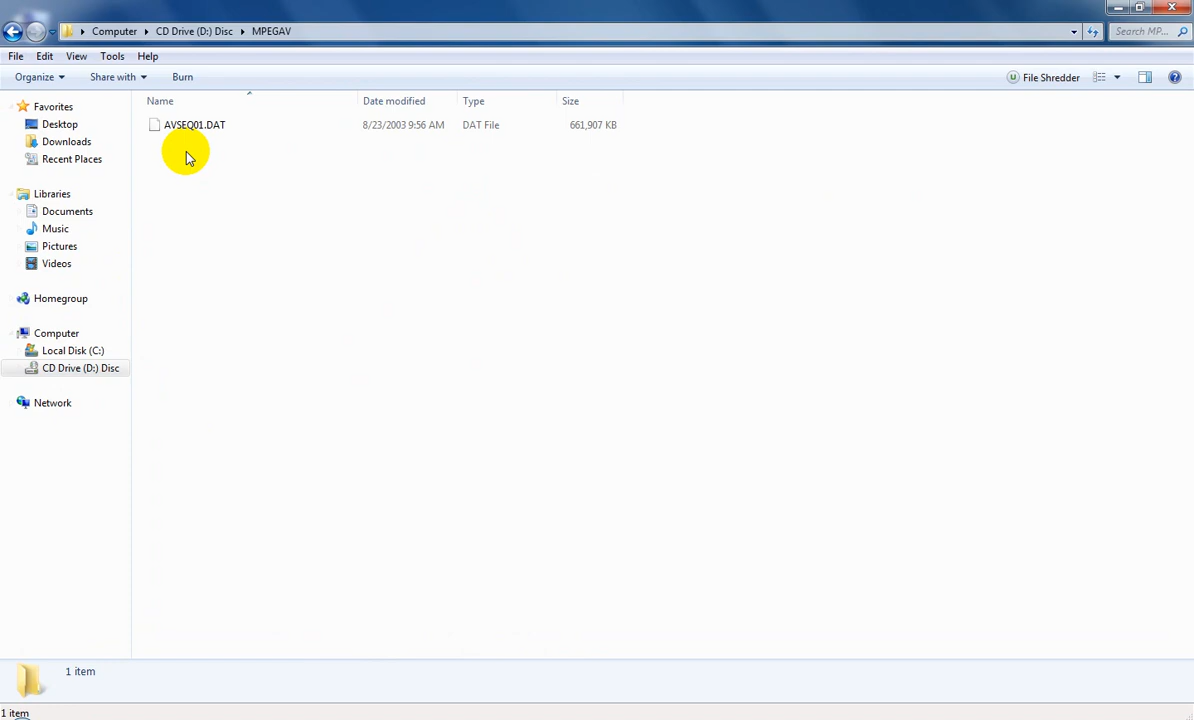 Computer CD Drive (D:) Disc MPEGAV Search MP...
File Edit View Tools Help
Organize Share with Burn File Shredder
Name Date modified Type Size
AVSEQ01.DAT 8/23/2003 9:56 AM DAT File 661,907 KB
Favorites
Desktop
Downloads
Recent Places
Libraries
Documents
Music
Pictures
Videos
Homegroup
Computer
Local Disk (C:)
CD Drive (D:) Disc
Network
1 item
1 item